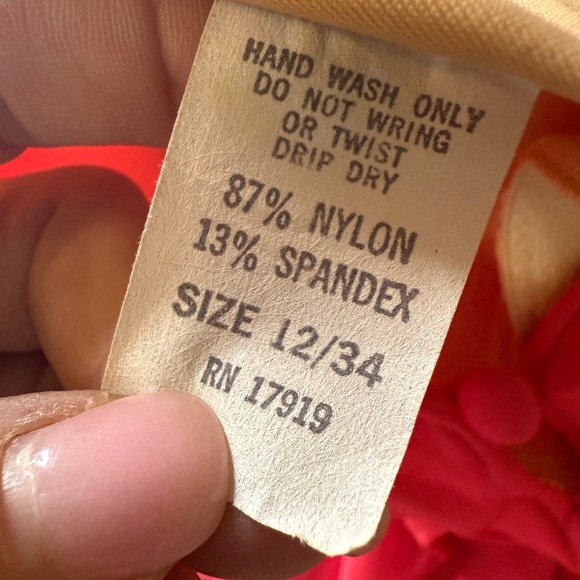 HAND WASH ONLY
DO NOT WRING
OR TWIST
DRIP DRY
87% NYLON
13% SPANDEX
SIZE 12/34
RN 17919